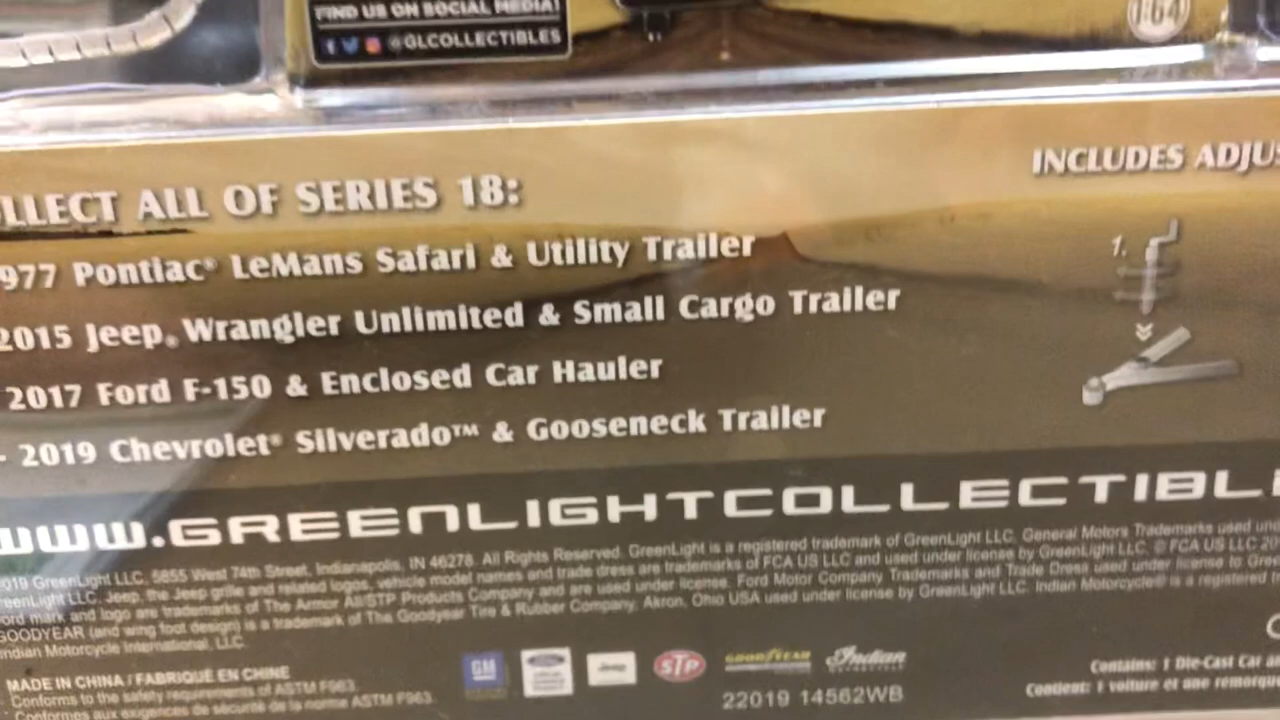 FIND US ON SOCIAL MEDIA!
@GLCOLLECTIBLES
1:64
LLECT ALL OF SERIES 18:
INCLUDES ADJUS
977 Pontiac® LeMans Safari & Utility Trailer
1.
2015 Jeep® Wrangler Unlimited & Small Cargo Trailer
2017 Ford F-150 & Enclosed Car Hauler
- 2019 Chevrolet® Silverado™ & Gooseneck Trailer
www.GREENLIGHTCOLLECTIBL
019 GreenLight LLC, 5855 West 74th Street, Indianapolis, IN 46278. All Rights Reserved. GreenLight is a registered trademark of GreenLight LLC. General Motors Trademarks used und
eenLight LLC. Jeep, the Jeep grille and related logos, vehicle model names and trade dress are trademarks of FCA US LLC and used under license by GreenLight LLC. © FCA US LLC 20
ord mark and logo are trademarks of The Armor All/STP Products Company and are used under license. Ford Motor Company Trademarks and Trade Dress used under license to Gree
GOODYEAR (and wing foot design) is a trademark of The Goodyear Tire & Rubber Company, Akron, Ohio USA used under license by GreenLight LLC. Indian Motorcycle® is a registered t
ndian Motorcycle International, LLC.
MADE IN CHINA / FABRIQUÉ EN CHINE
Conforms to the safety requirements of ASTM F963.
Conformes aux exigences de sécurité de la norme ASTM F963.
GM
Ford
Jeep
STP
GOODYEAR
Indian
22019 14562WB
Contains: 1 Die-Cast Car a
Contient: 1 voiture et une remorqu